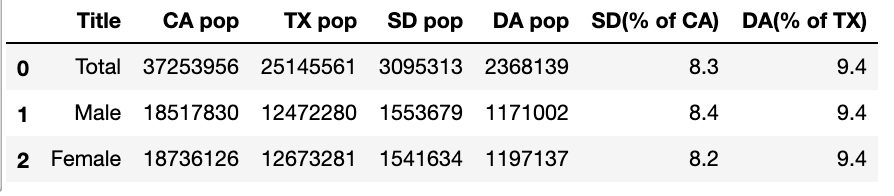 Title CA pop TX pop SD pop DA pop SD(% of CA) DA(% of TX)
0 Total 37253956 25145561 3095313 2368139 8.3 9.4
1 Male 18517830 12472280 1553679 1171002 8.4 9.4
2 Female 18736126 12673281 1541634 1197137 8.2 9.4